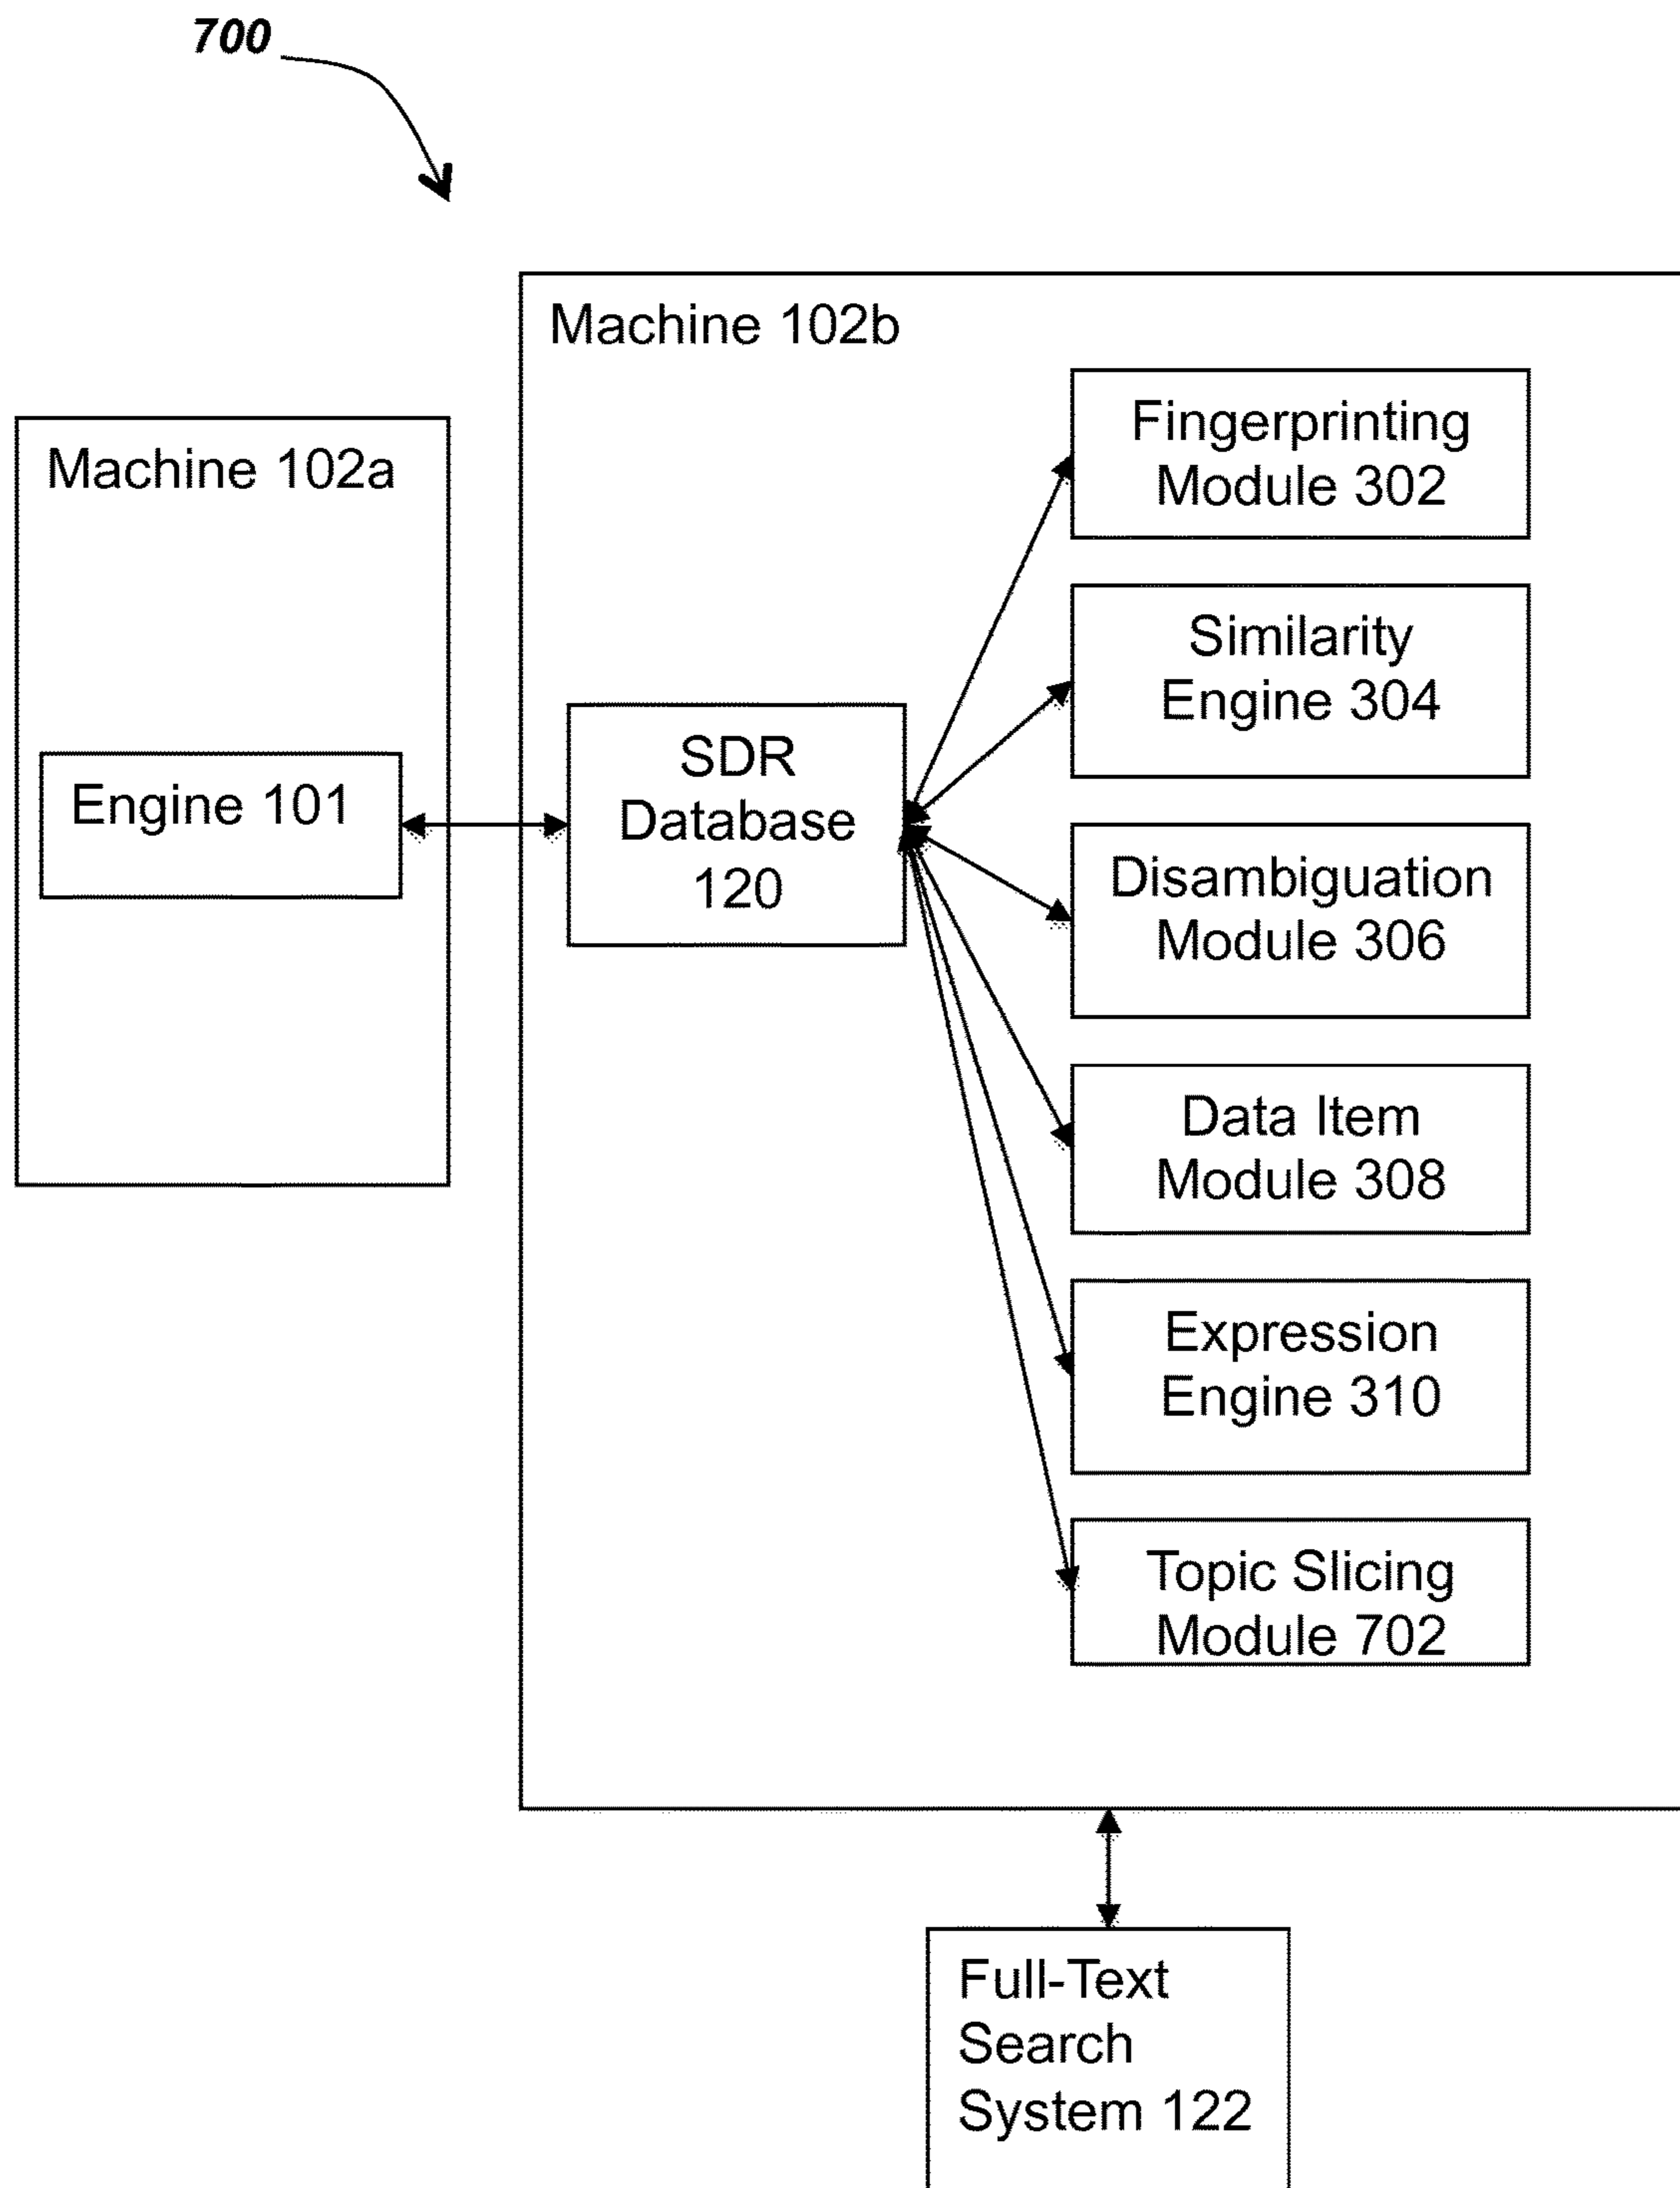 700
Machine 102b
Machine 102a
Engine 101
SDR
Database
120
Fingerprinting
Module 302
Similarity
Engine 304
Disambiguation
Module 306
Data Item
Module 308
Expression
Engine 310
Topic Slicing
Module 702
Full-Text
Search
System 122